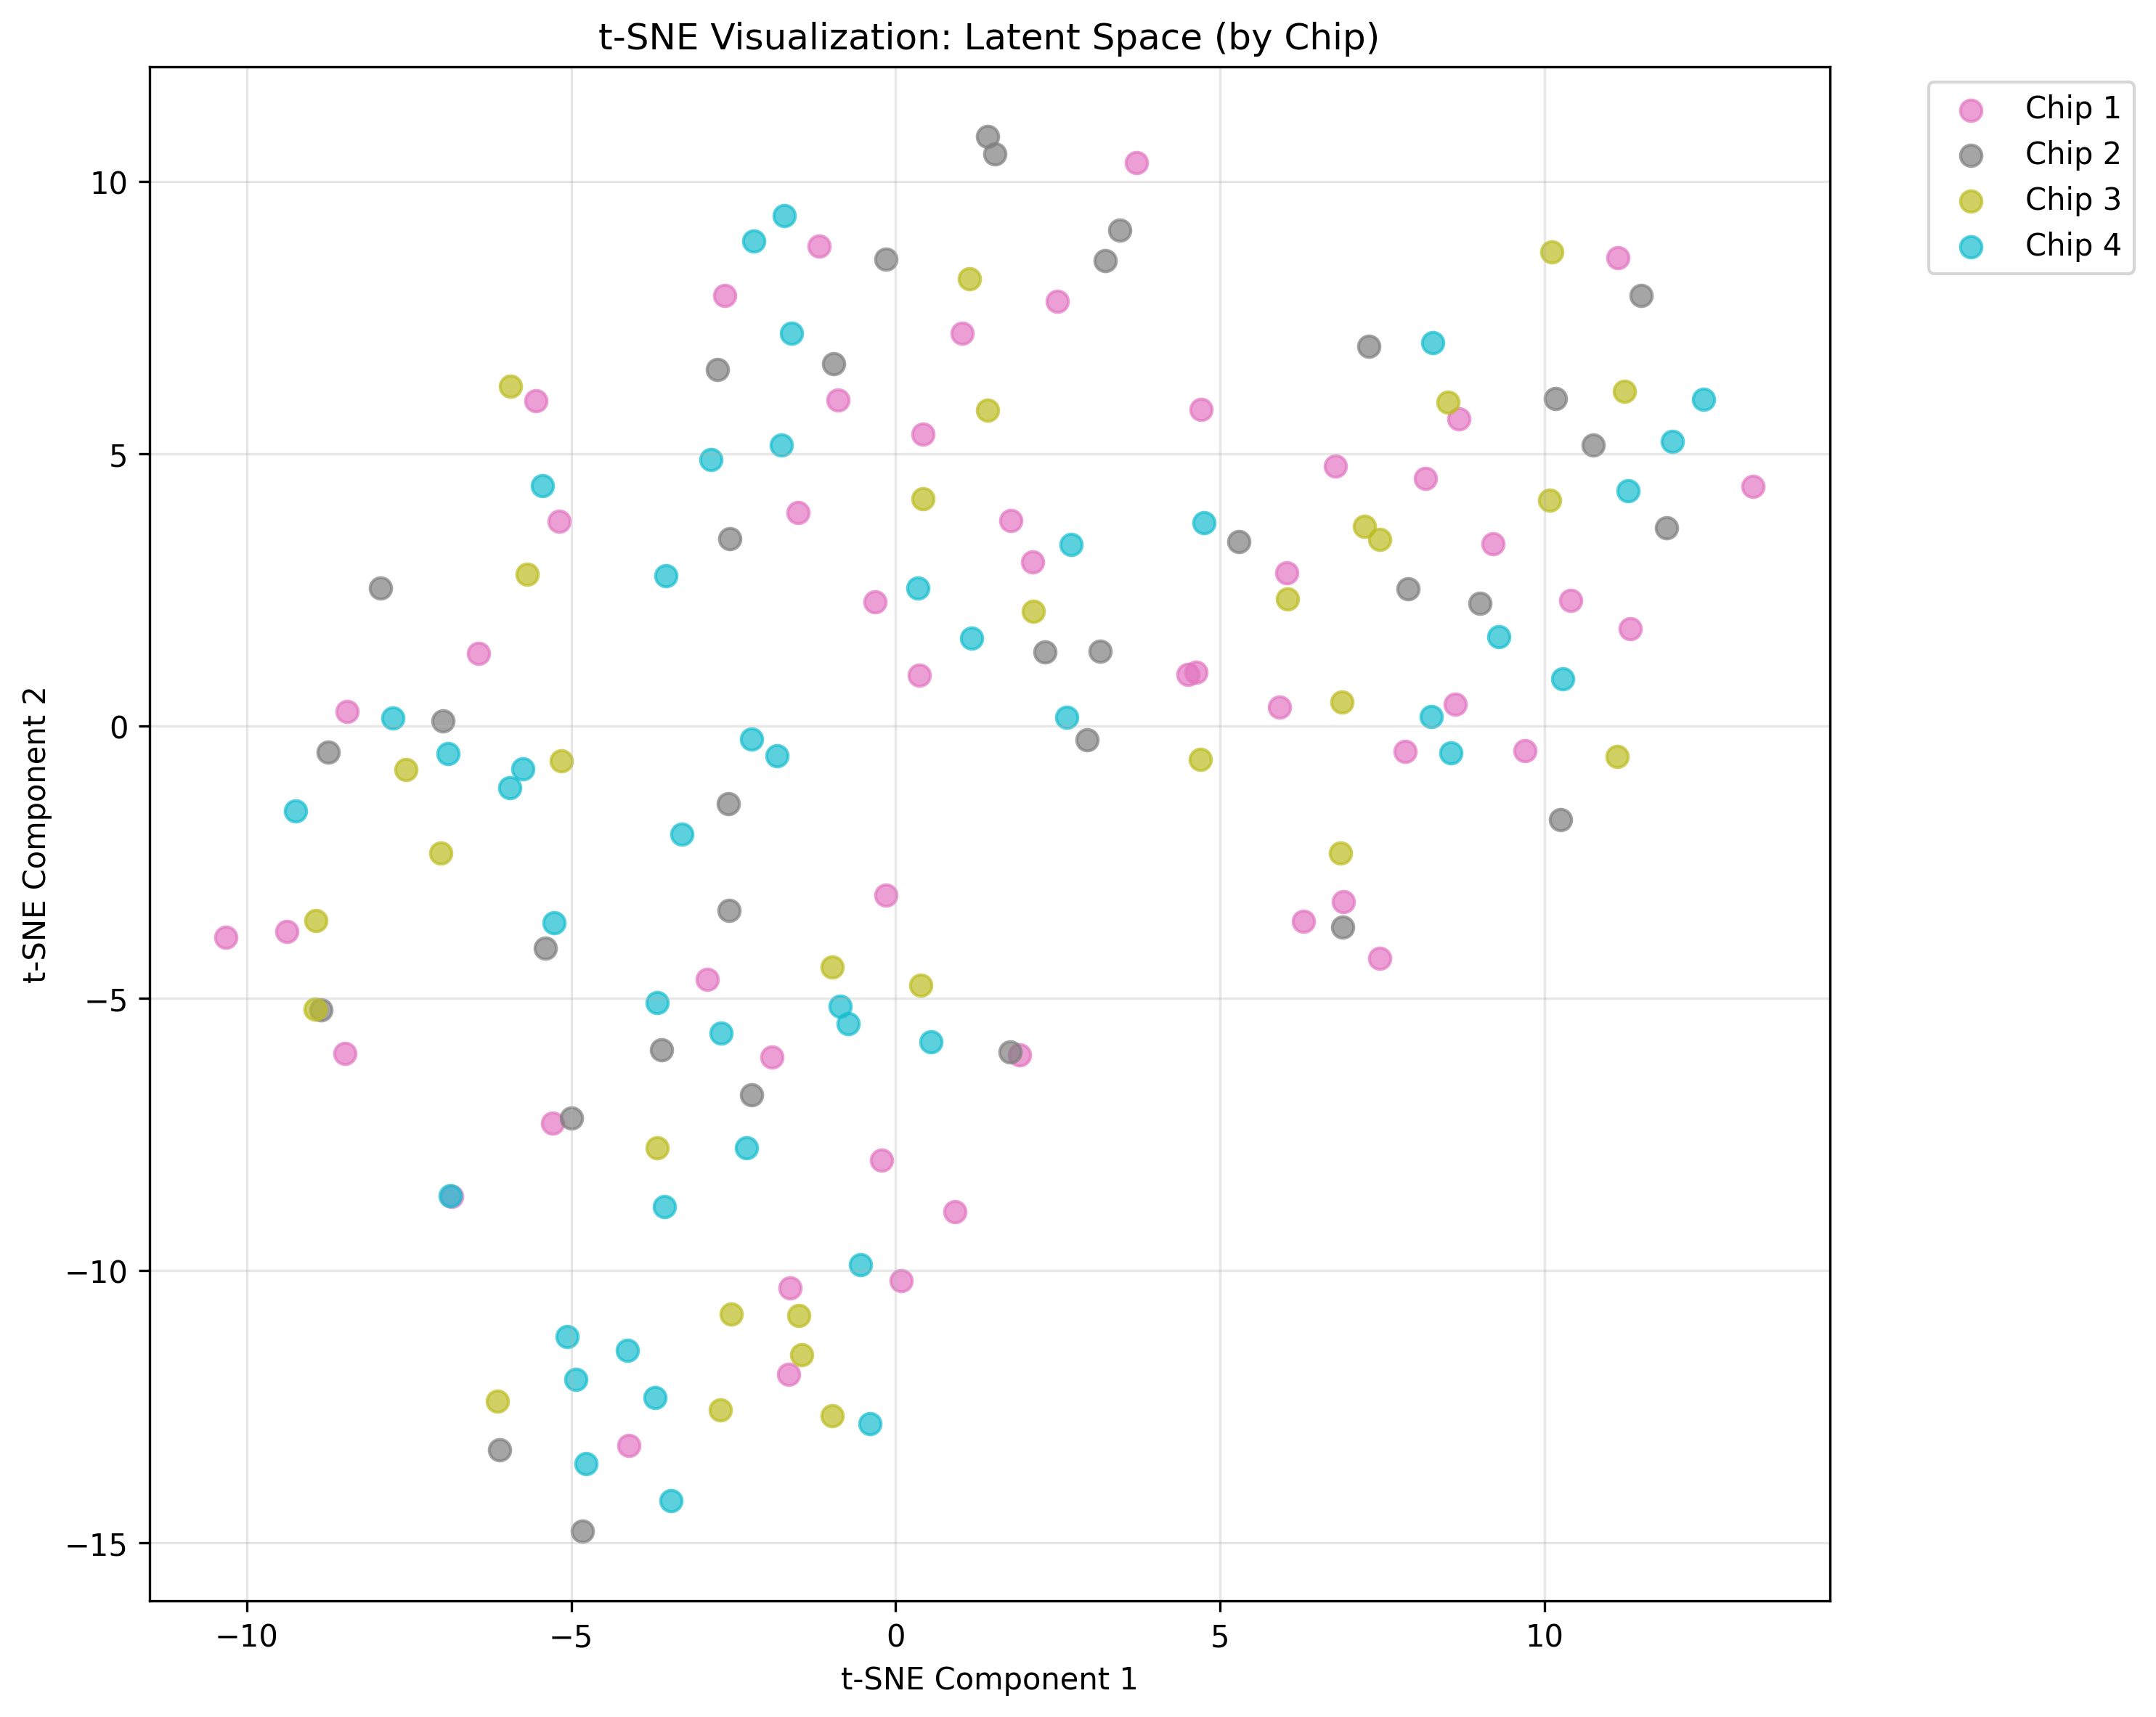 t-SNE Visualization: Latent Space (by Chip)
Chip 1
Chip 2
Chip 3
Chip 4
t-SNE Component 2
10
5
0
−5
−10
−15
−10
−5
0
5
10
t-SNE Component 1